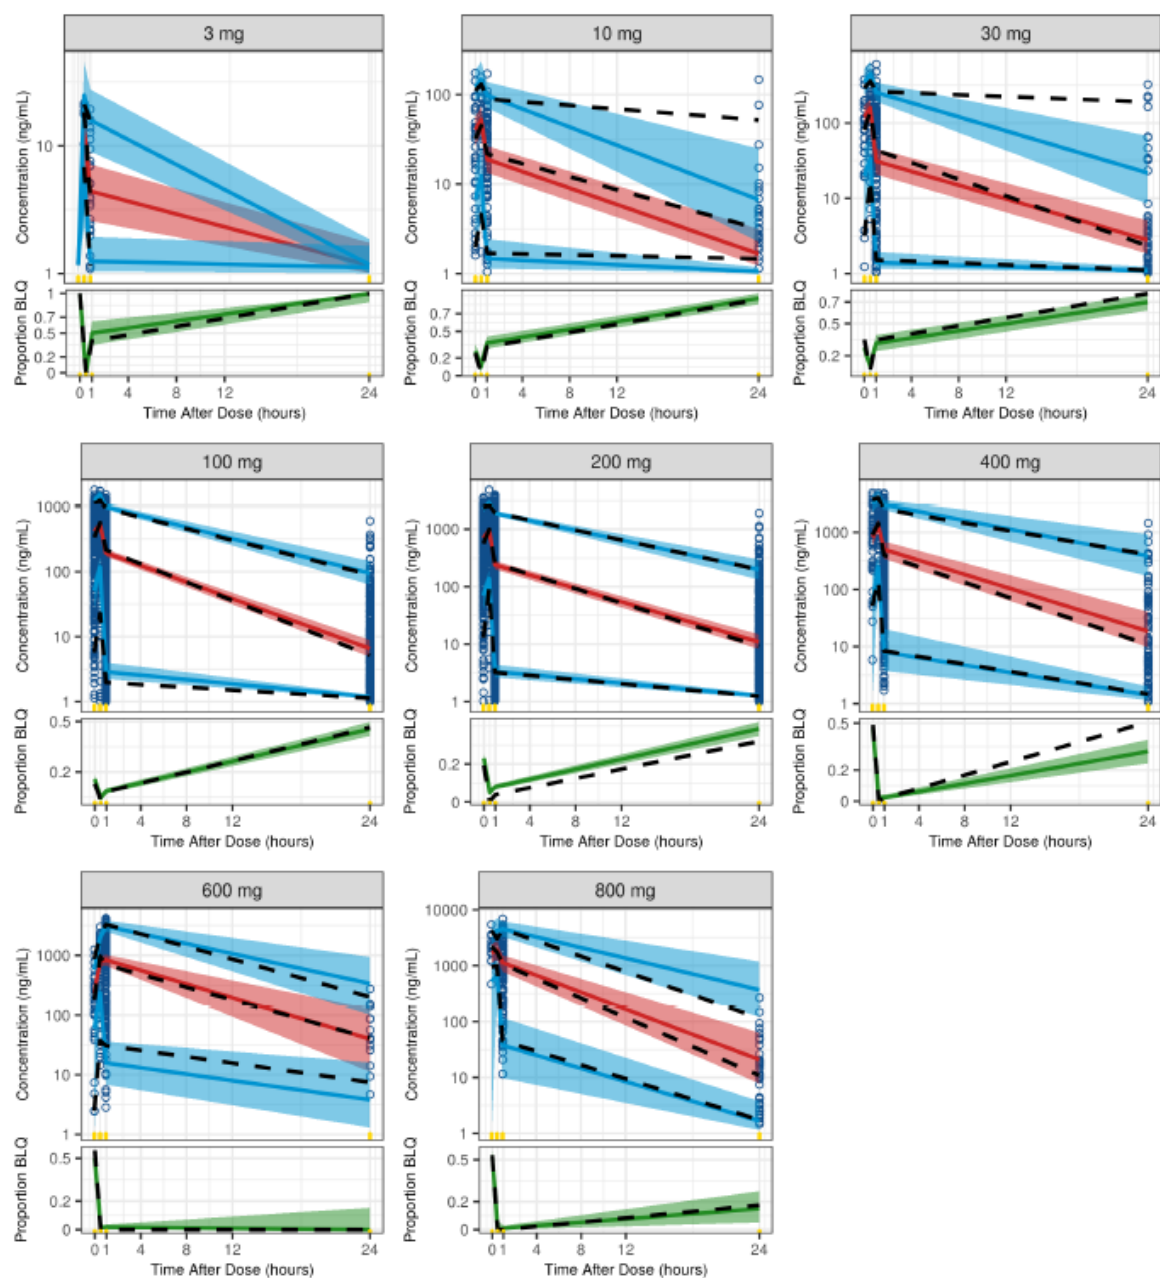 3 mg
Concentration (ng/mL)
10
1
Proportion BLQ
1
0.7
0.5
0.2
0
0 1 4 8 12 24
Time After Dose (hours)
10 mg
Concentration (ng/mL)
100
10
1
Proportion BLQ
0.7
0.5
0.2
0
0 1 4 8 12 24
Time After Dose (hours)
30 mg
Concentration (ng/mL)
100
10
1
Proportion BLQ
0.7
0.5
0.2
0 1 4 8 12 24
Time After Dose (hours)
100 mg
Concentration (ng/mL)
1000
100
10
1
Proportion BLQ
0.5
0.2
0 1 4 8 12 24
Time After Dose (hours)
200 mg
Concentration (ng/mL)
1000
100
10
1
Proportion BLQ
0.2
0
0 1 4 8 12 24
Time After Dose (hours)
400 mg
Concentration (ng/mL)
1000
100
10
1
Proportion BLQ
0.5
0.2
0
0 1 4 8 12 24
Time After Dose (hours)
600 mg
Concentration (ng/mL)
1000
100
10
1
Proportion BLQ
0.5
0.2
0
0 1 4 8 12 24
Time After Dose (hours)
800 mg
Concentration (ng/mL)
10000
1000
100
10
1
Proportion BLQ
0.5
0.2
0
0 1 4 8 12 24
Time After Dose (hours)